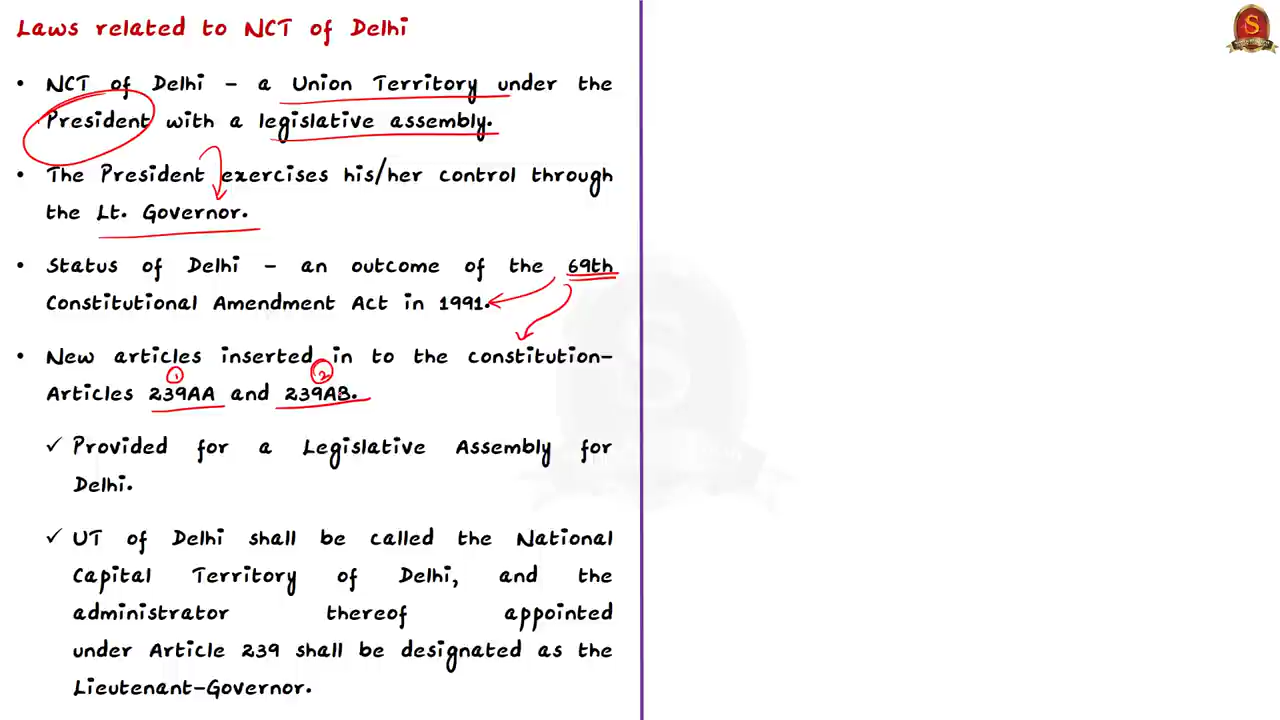 Laws related to NCT of Delhi
• NCT of Delhi – a Union Territory under the
President with a legislative assembly.
• The President exercises his/her control through
the Lt. Governor.
• Status of Delhi – an outcome of the 69th
Constitutional Amendment Act in 1991.
• New articles inserted in to the constitution–
① ②
Articles 239AA and 239AB.
✓ Provided for a Legislative Assembly for
Delhi.
✓ UT of Delhi shall be called the National
Capital Territory of Delhi, and the
administrator thereof appointed
under Article 239 shall be designated as the
Lieutenant-Governor.
S